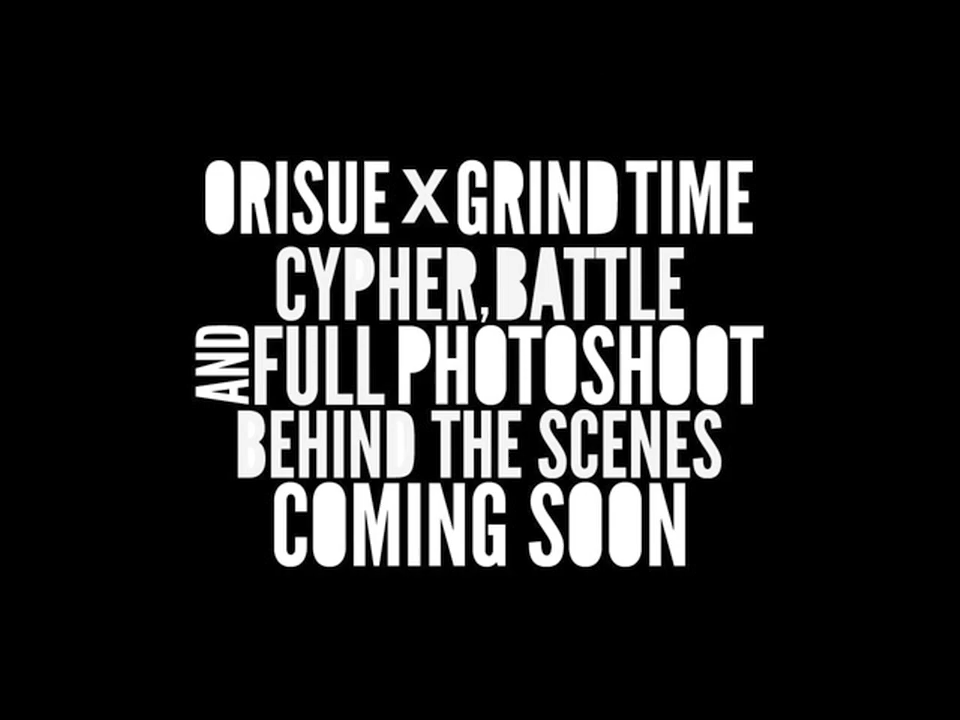 ORISUE X GRIND TIME
CYPHER, BATTLE
AND FULL PHOTOSHOOT
BEHIND THE SCENES
COMING SOON